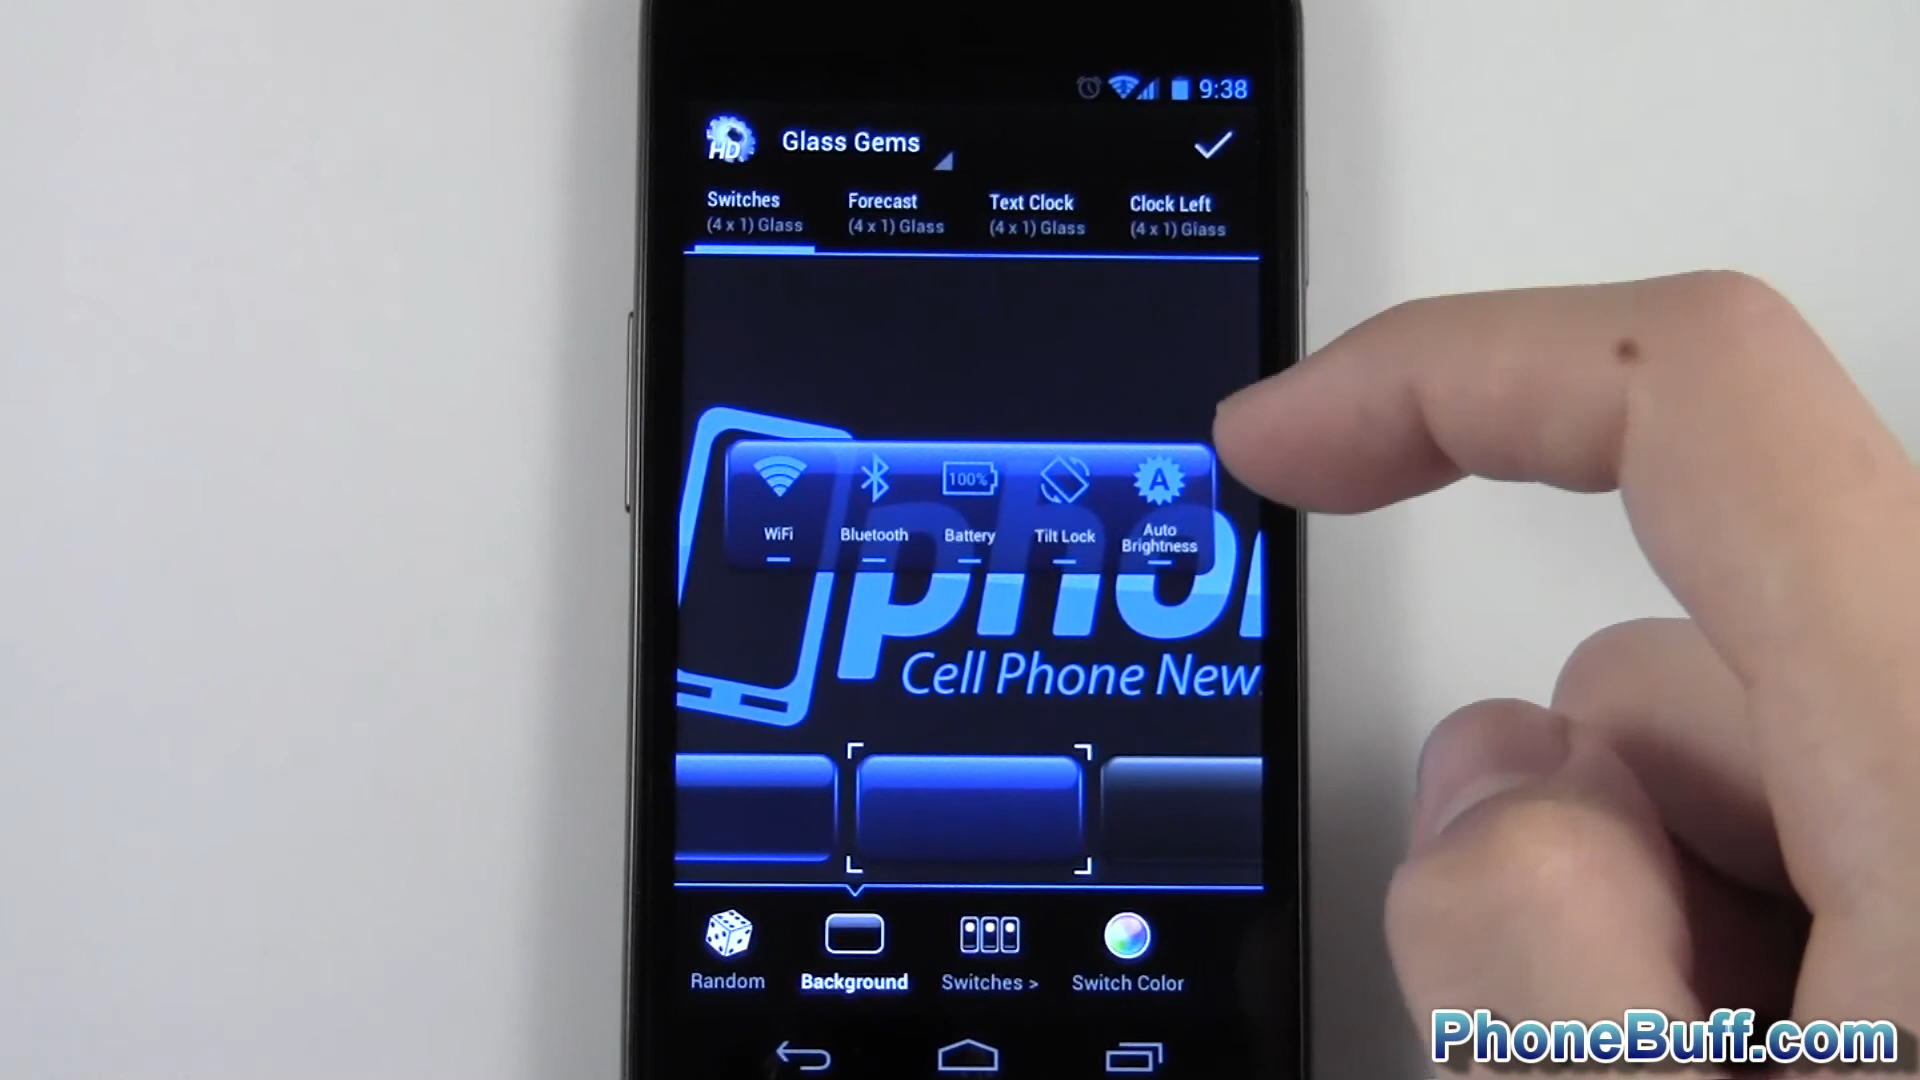 9:38
HD
Glass Gems
Switches
(4 x 1) Glass
Forecast
(4 x 1) Glass
Text Clock
(4 x 1) Glass
Clock Left
(4 x 1) Glass
WiFi
Bluetooth
100%
Battery
Tilt Lock
A
Auto
Brightness
pho
Cell Phone New
Random
Background
Switches >
Switch Color
PhoneBuff.com